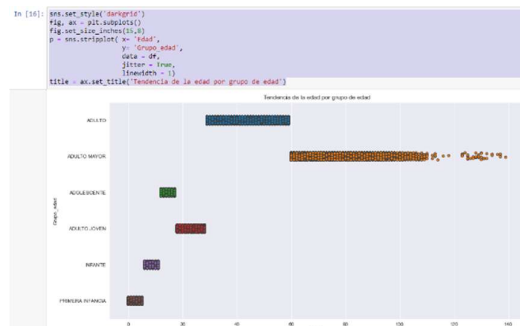 In [16]:
sns.set_style('darkgrid')
fig, ax = plt.subplots()
fig.set_size_inches(15,8)
p = sns.stripplot( x= 'Edad',
y= 'Grupo_edad',
data = df,
jitter = True,
linewidth = 1)
title = ax.set_title('Tendencia de la edad por grupo de edad')
Tendencia de la edad por grupo de edad
ADULTO
ADULTO MAYOR
ADOLESCENTE
ADULTO JOVEN
INFANTE
PRIMERA INFANCIA
Grupo_edad
0 20 40 60 80 100 120 140